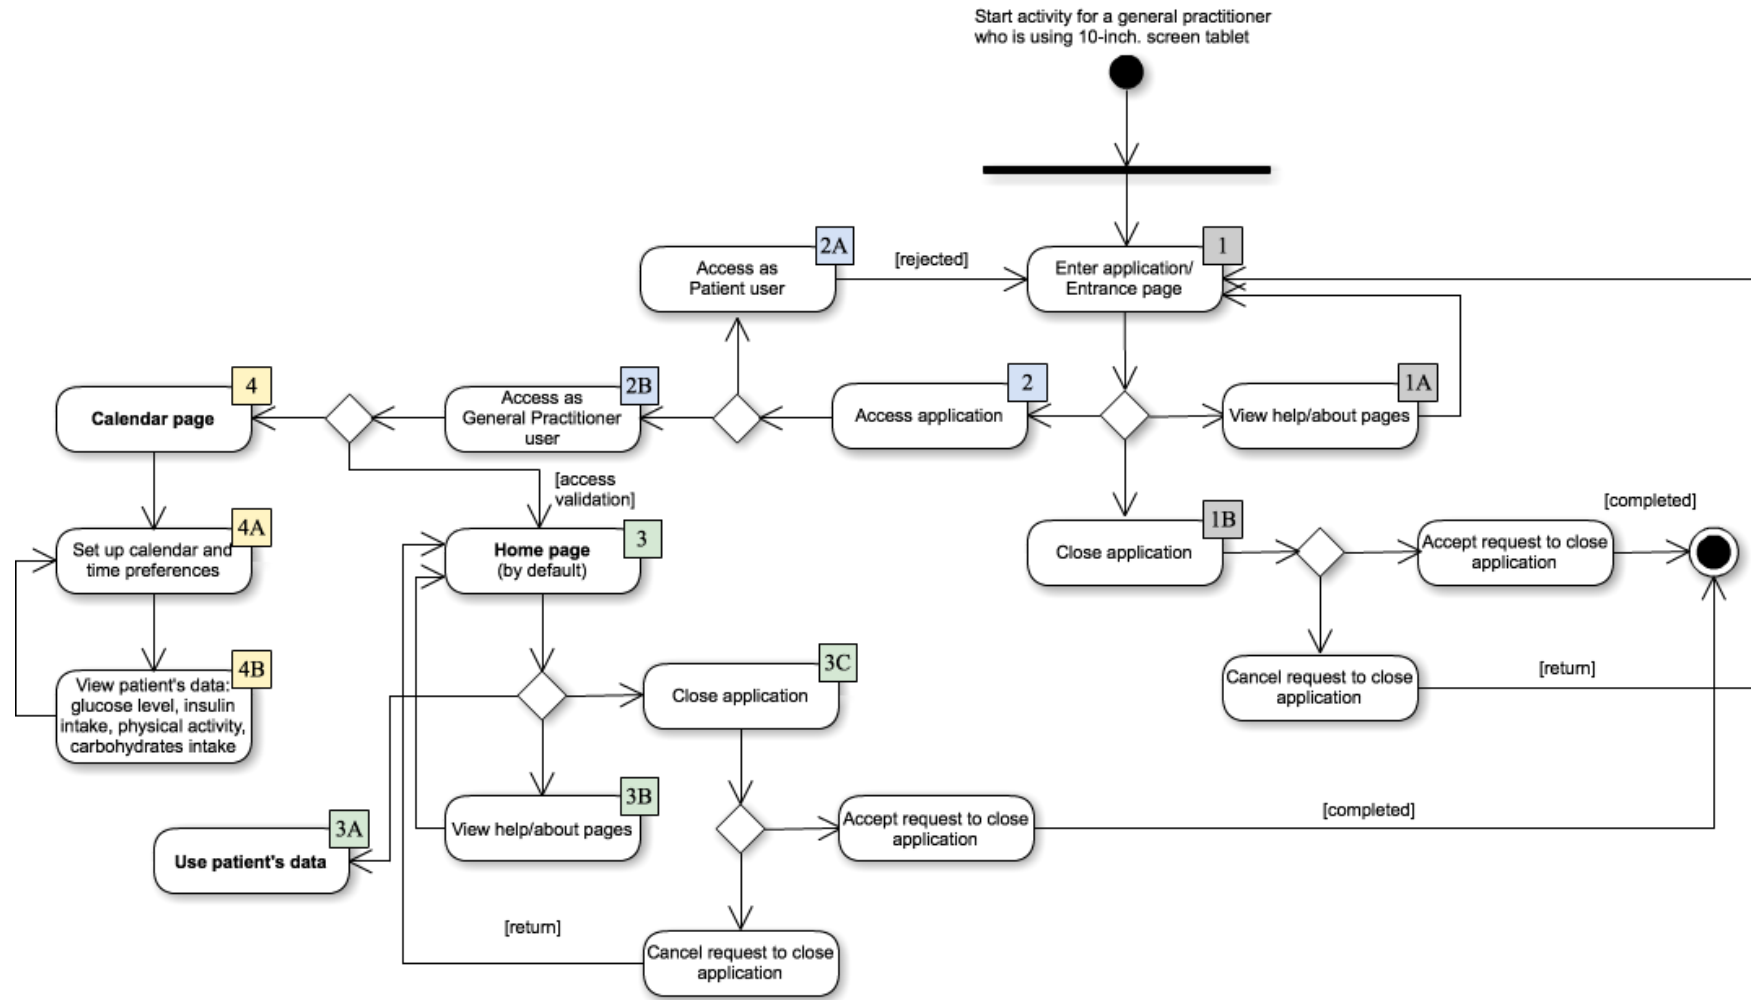 Start activity for a general practitioner
who is using 10-inch. screen tablet
2A
Access as
Patient user
[rejected]
1
Enter application/
Entrance page
4
Calendar page
2B
Access as
General Practitioner
user
2
Access application
1A
View help/about pages
[access
validation]
4A
Set up calendar and
time preferences
3
Home page
(by default)
1B
Close application
Accept request to close
application
[completed]
4B
View patient's data:
glucose level, insulin
intake, physical activity,
carbohydrates intake
3C
Close application
Cancel request to close
application
[return]
3A
Use patient's data
3B
View help/about pages
Accept request to close
application
[completed]
[return]
Cancel request to close
application